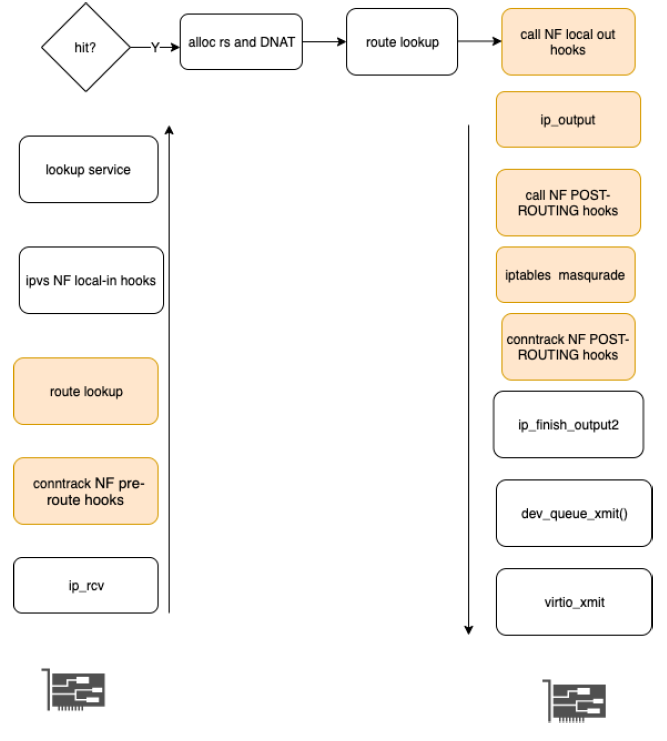 hit?
Y
alloc rs and DNAT
route lookup
call NF local out
hooks
ip_output
lookup service
call NF POST-
ROUTING hooks
ipvs NF local-in hooks
iptables masqurade
conntrack NF POST-
ROUTING hooks
route lookup
ip_finish_output2
conntrack NF pre-
route hooks
dev_queue_xmit()
ip_rcv
virtio_xmit